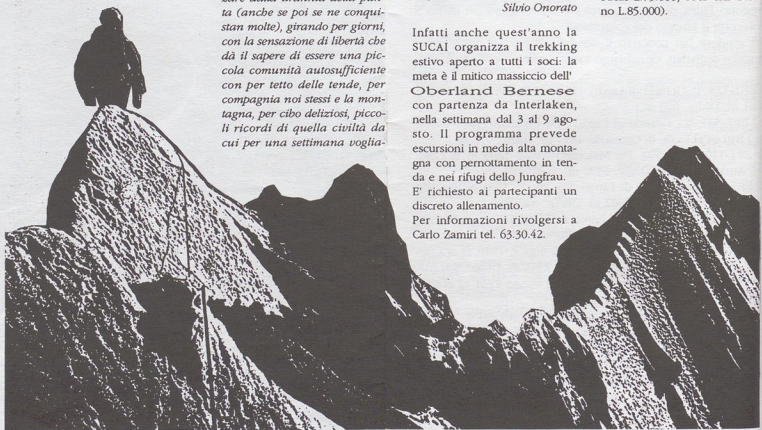 ta (anche se poi se ne conqui-
stan molte), girando per giorni,
con la sensazione di libertà che
dà il sapere di essere una pic-
cola comunità autosufficiente
con per tetto delle tende, per
compagnia noi stessi e la mon-
tagna, per cibo deliziosi, picco-
li ricordi di quella civiltà da
cui per una settimana voglia-
Silvio Onorato
Infatti anche quest'anno la
SUCAI organizza il trekking
estivo aperto a tutti i soci: la
meta è il mitico massiccio dell'
Oberland Bernese
con partenza da Interlaken,
nella settimana dal 3 al 9 ago-
sto. Il programma prevede
escursioni in media alta monta-
gna con pernottamento in ten-
da e nei rifugi dello Jungfrau.
E' richiesto ai partecipanti un
discreto allenamento.
Per informazioni rivolgersi a
Carlo Zamiri tel. 63.30.42.
no L.85.000).